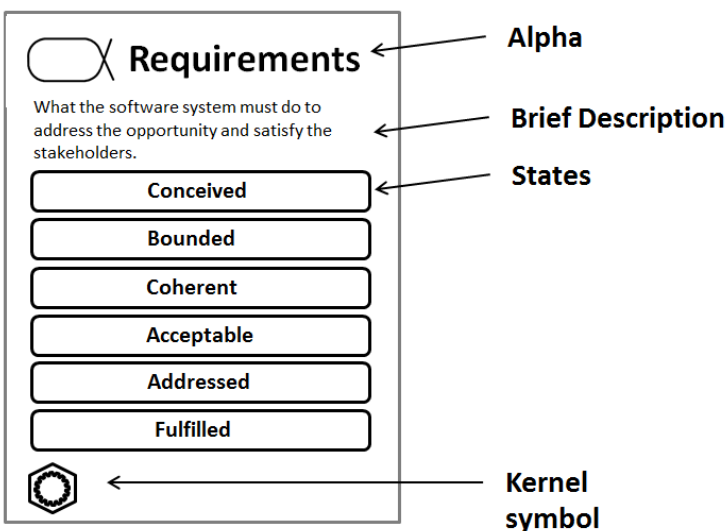 Requirements
Alpha
What the software system must do to
address the opportunity and satisfy the
stakeholders.
Brief Description
States
Conceived
Bounded
Coherent
Acceptable
Addressed
Fulfilled
Kernel
symbol